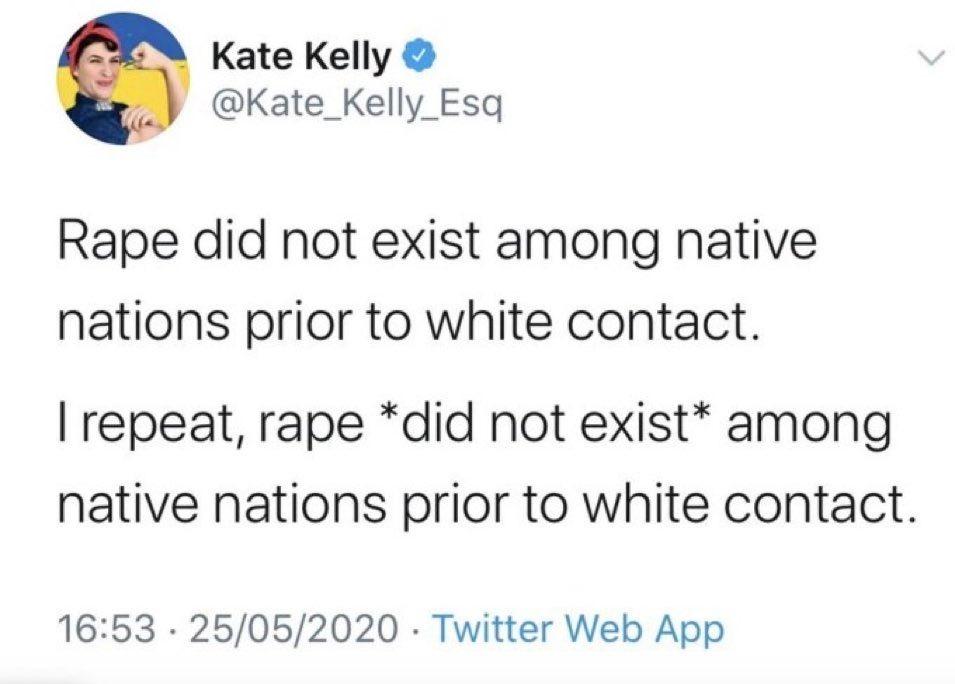 Kate Kelly
@Kate_Kelly_Esq
Rape did not exist among native
nations prior to white contact.
I repeat, rape *did not exist* among
native nations prior to white contact.
16:53 · 25/05/2020 · Twitter Web App